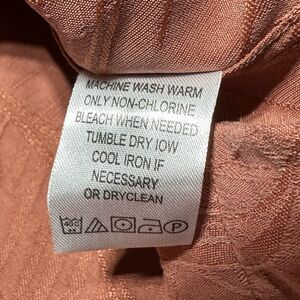 MACHINE WASH WARM
ONLY NON-CHLORINE
BLEACH WHEN NEEDED
TUMBLE DRY lOW
COOL IRON IF
NECESSARY
OR DRYCLEAN
P